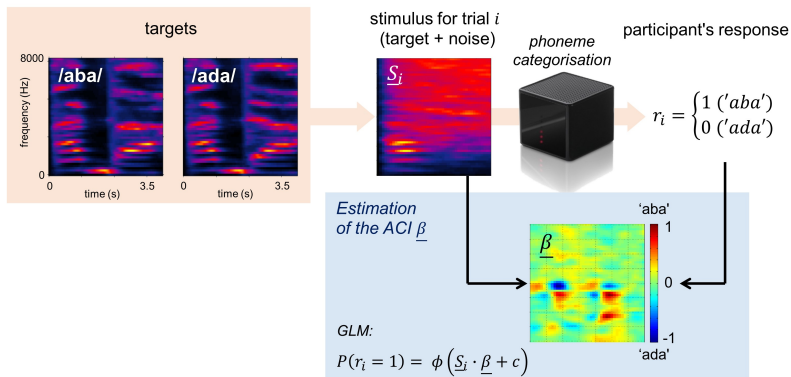 targets
stimulus for trial i
(target + noise)
phoneme
categorisation
participant's response
8000
frequency (Hz)
0
/aba/
/ada/
0
time (s)
3.5
0
time (s)
3.5
S_i
r_i = { 1 ('aba')
0 ('ada')
Estimation
of the ACI β
β
'aba'
1
0
-1
'ada'
GLM:
P(r_i = 1) = ϕ (S_i · β + c)